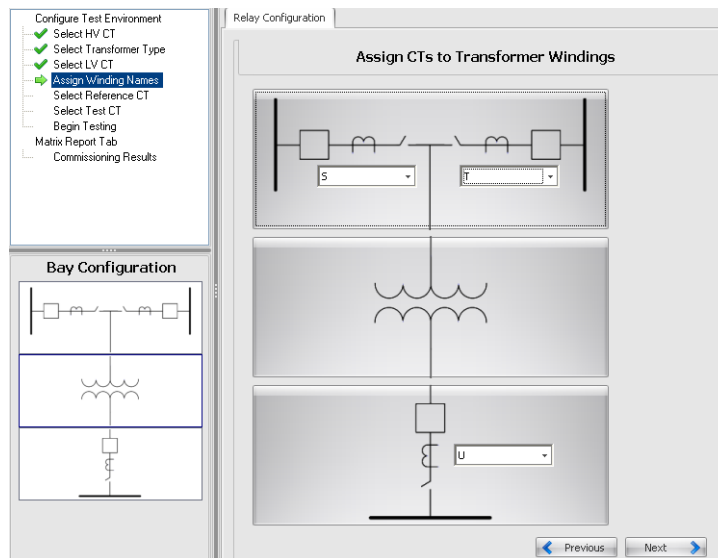 Configure Test Environment
Select HV CT
Select Transformer Type
Select LV CT
Assign Winding Names
Select Reference CT
Select Test CT
Begin Testing
Matrix Report Tab
Commissioning Results
Bay Configuration
Relay Configuration
Assign CTs to Transformer Windings
S
T
U
Previous
Next